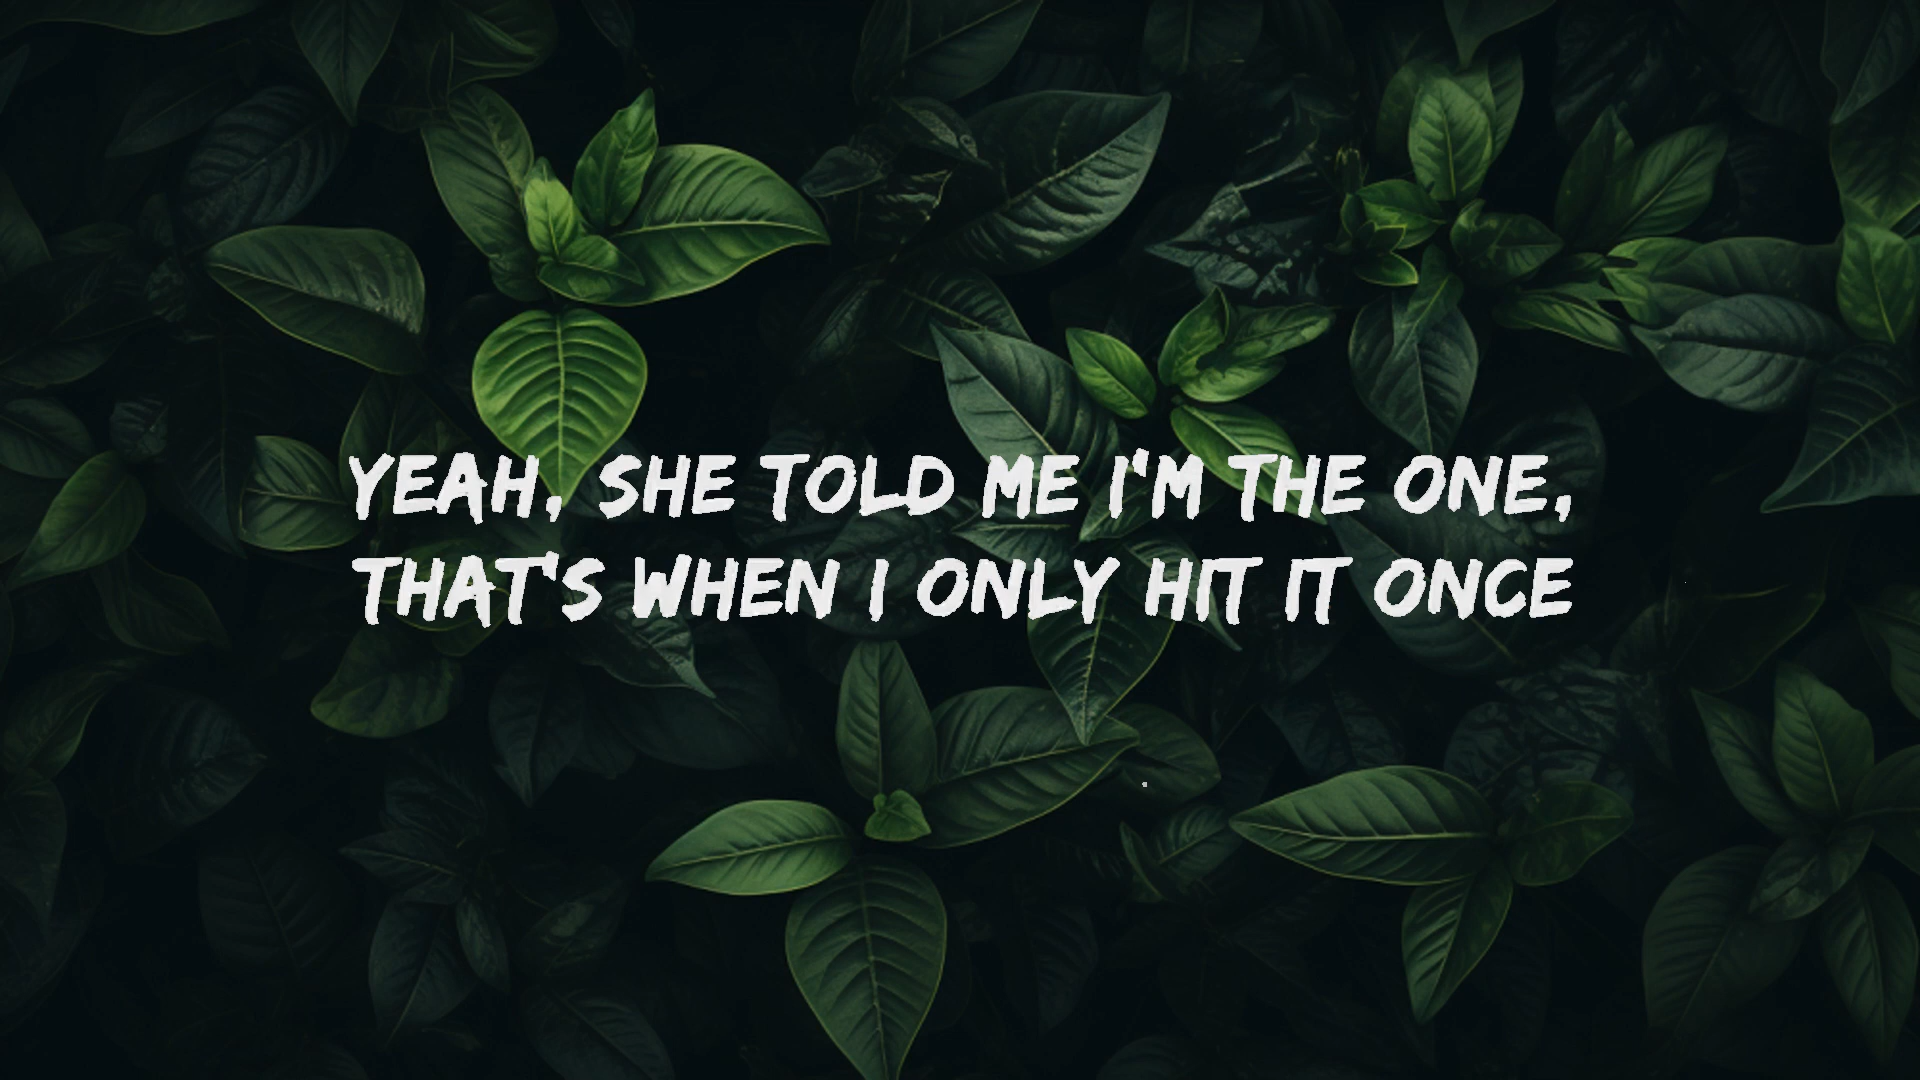 YEAH, SHE TOLD ME I'M THE ONE,
THAT'S WHEN I ONLY HIT IT ONCE